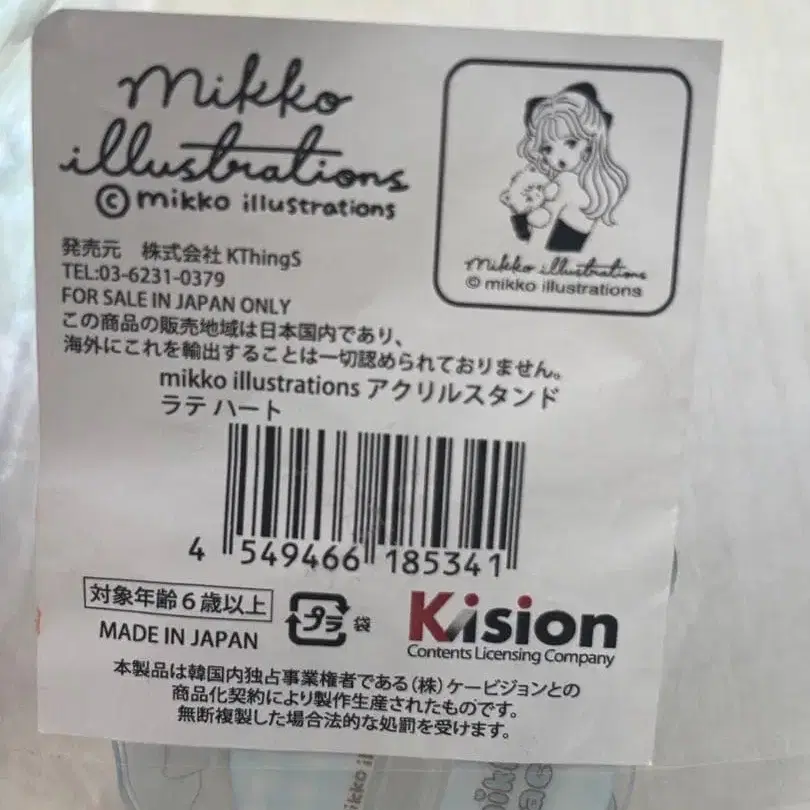 mikko
illustrations
© mikko illustrations
mikko illustrations
© mikko illustrations
発売元 株式会社 KThingS
TEL:03-6231-0379
FOR SALE IN JAPAN ONLY
この商品の販売地域は日本国内であり、
海外にこれを輸出することは一切認められておりません。
mikko illustrations アクリルスタンド
ラテ ハート
4 549466 185341
対象年齢6歳以上
MADE IN JAPAN
プラ 袋
Kvision
Contents Licensing Company
本製品は韓国内独占事業権者である(株)ケービジョンとの
商品化契約により製作生産されたものです。
無断複製した場合法的な処罰を受けます。